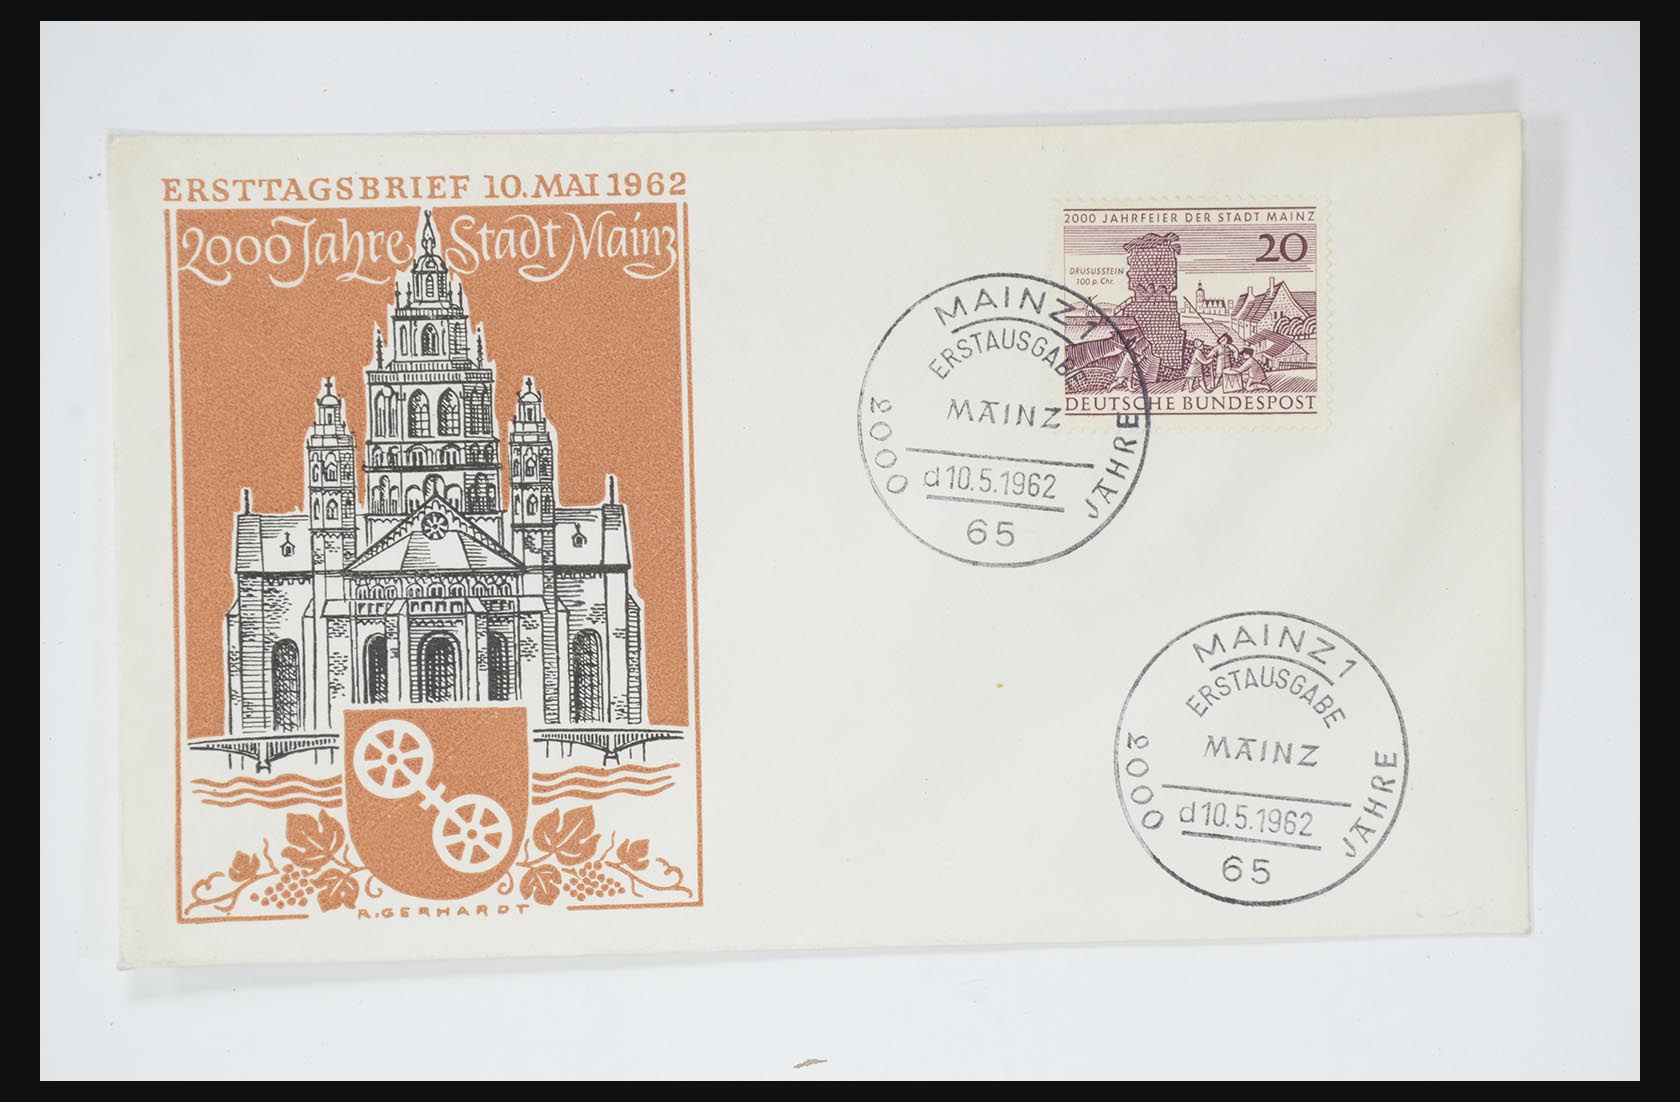 ERSTTAGSBRIEF 10. MAI 1962
2000 Jahre Stadt Mainz
R. GERHARDT
2000 JAHRFEIER DER STADT MAINZ
20
DRUSUSSTEIN
100 p. Chr.
DEUTSCHE BUNDESPOST
MAINZ 1
ERSTAUSGABE
MAINZ
2000 JAHRE
d 10.5.1962
65
MAINZ 1
ERSTAUSGABE
MAINZ
2000 JAHRE
d 10.5.1962
65